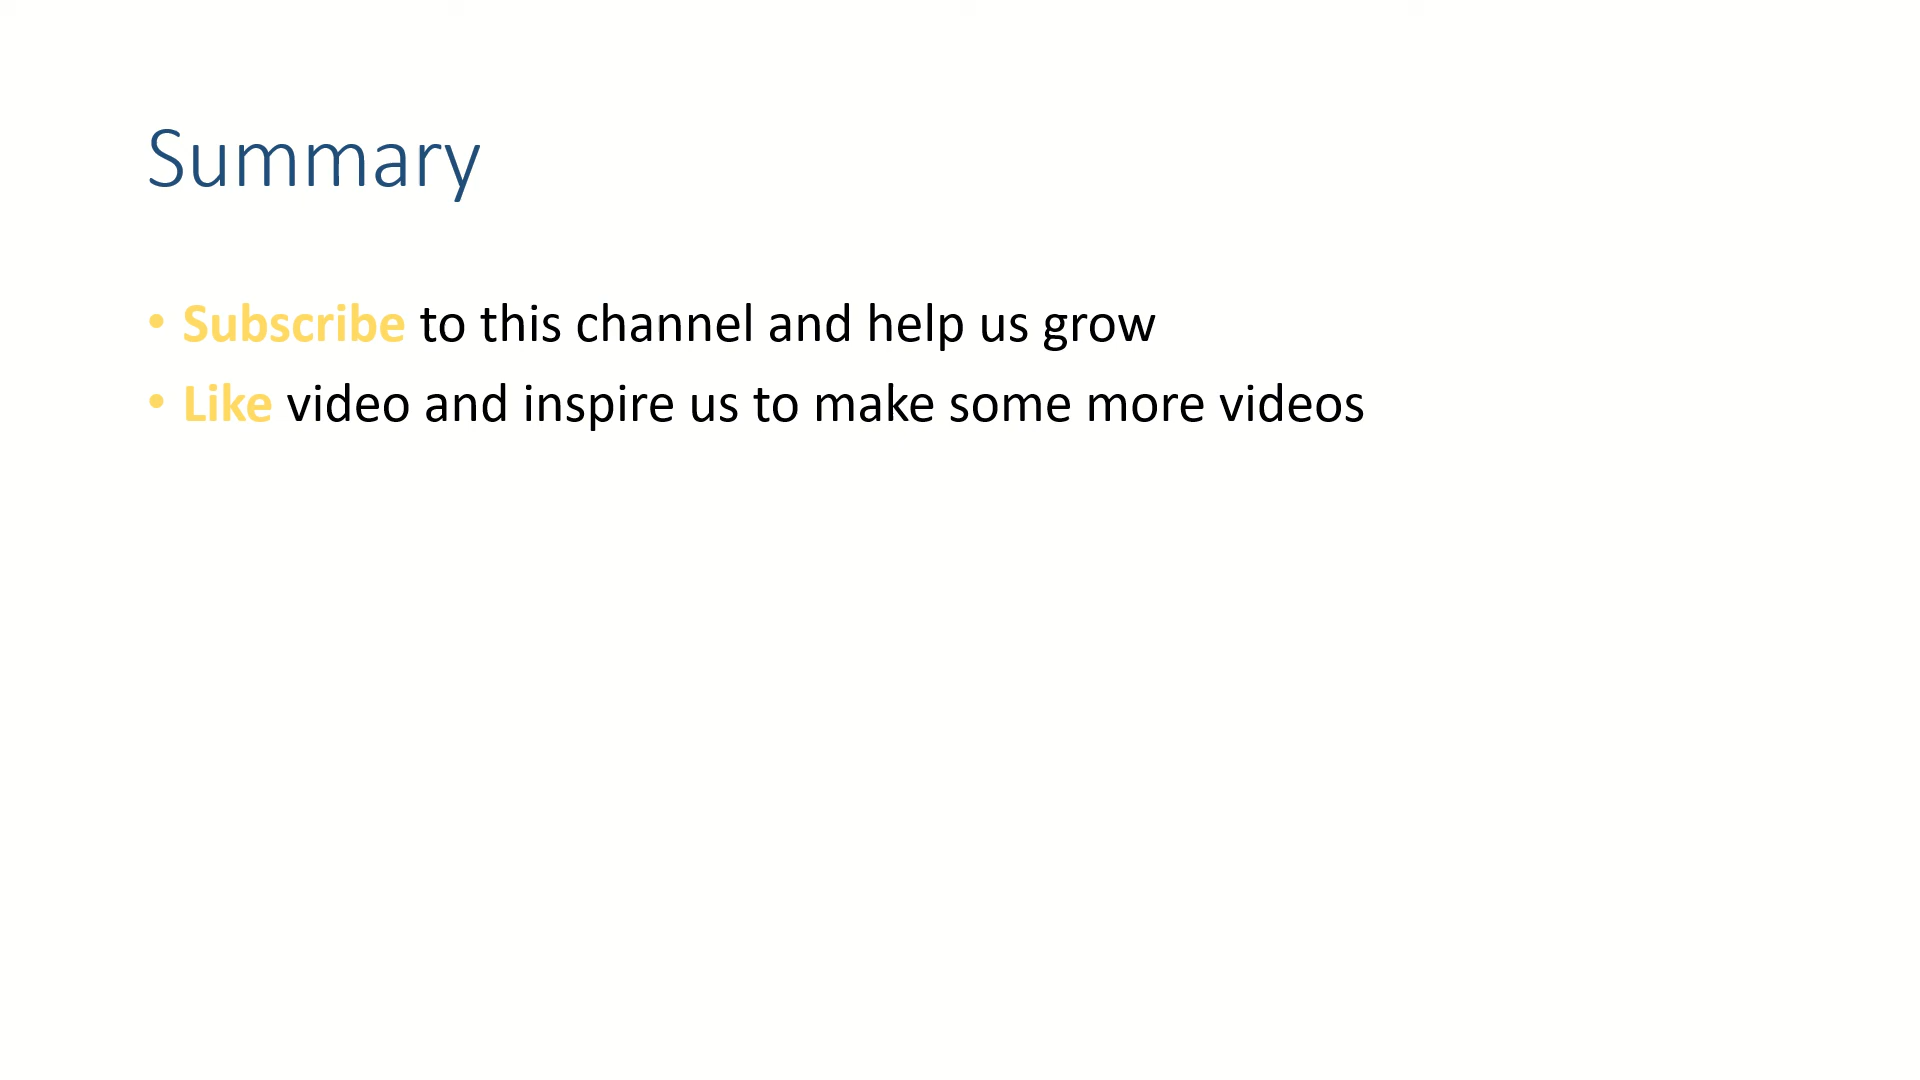 Summary
• Subscribe to this channel and help us grow
• Like video and inspire us to make some more videos